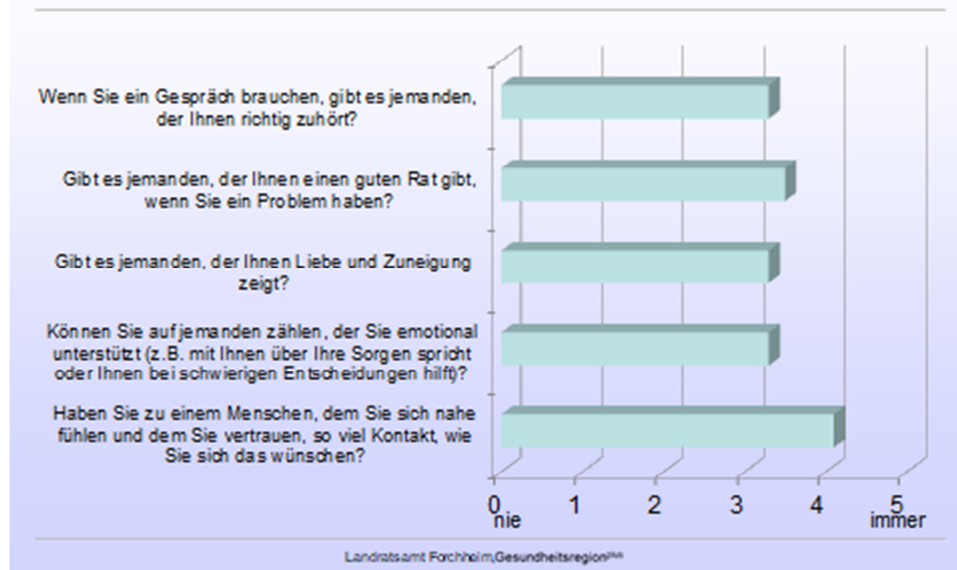 Wenn Sie ein Gespräch brauchen, gibt es jemanden,
der Ihnen richtig zuhört?
Gibt es jemanden, der Ihnen einen guten Rat gibt,
wenn Sie ein Problem haben?
Gibt es jemanden, der Ihnen Liebe und Zuneigung
zeigt?
Können Sie auf jemanden zählen, der Sie emotional
unterstützt (z.B. mit Ihnen über Ihre Sorgen spricht
oder Ihnen bei schwierigen Entscheidungen hilft)?
Haben Sie zu einem Menschen, dem Sie sich nahe
fühlen und dem Sie vertrauen, so viel Kontakt, wie
Sie sich das wünschen?
0 1 2 3 4 5
nie immer
Landratsamt Forchheim,Gesundheitsregionplus